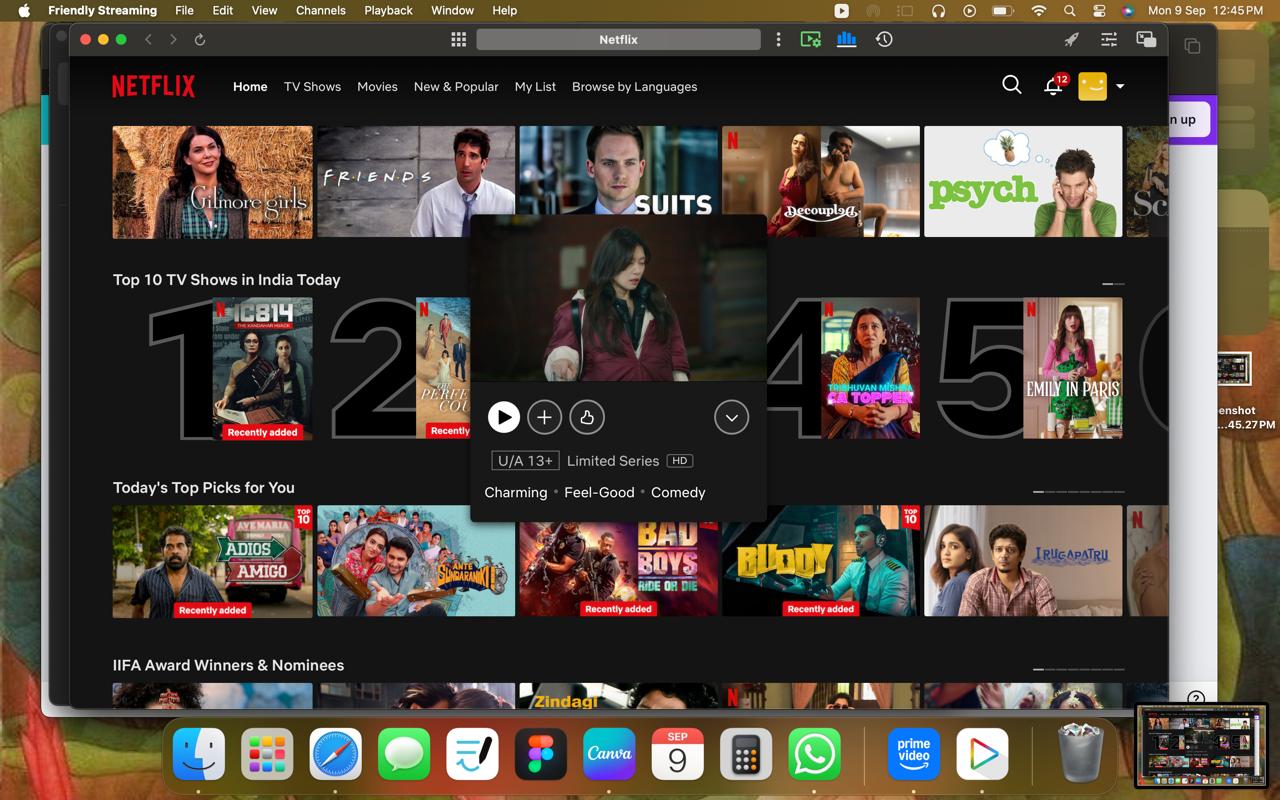 Friendly Streaming File Edit View Channels Playback Window Help Mon 9 Sep 12:45 PM
Netflix
NETFLIX Home TV Shows Movies New & Popular My List Browse by Languages 12
n up
Gilmore girls
FRIENDS
SUITS
N
Decoupled
psych
Sc
Top 10 TV Shows in India Today
1
N
IC814
THE KANDAHAR HIJACK
Recently added
2
N
THE
PERFE
COU
Recently
4
N
TRIBHUVAN MISHRA
CA TOPPER
5
N
EMILY IN PARIS
U/A 13+ Limited Series HD
Charming • Feel-Good • Comedy
eenshot
...45.27 PM
Today's Top Picks for You
AVE MARIA
TOP
10
ADIOS
AMIGO
Recently added
ANTE
SUNDARANIKI!
BAD
BOYS
RIDE OR DIE
Recently added
TOP
10
BUDDY
Recently added
IRUGAPATRU
N
IIFA Award Winners & Nominees
Zindagi
N
?
SEP
9
Canva
prime
video